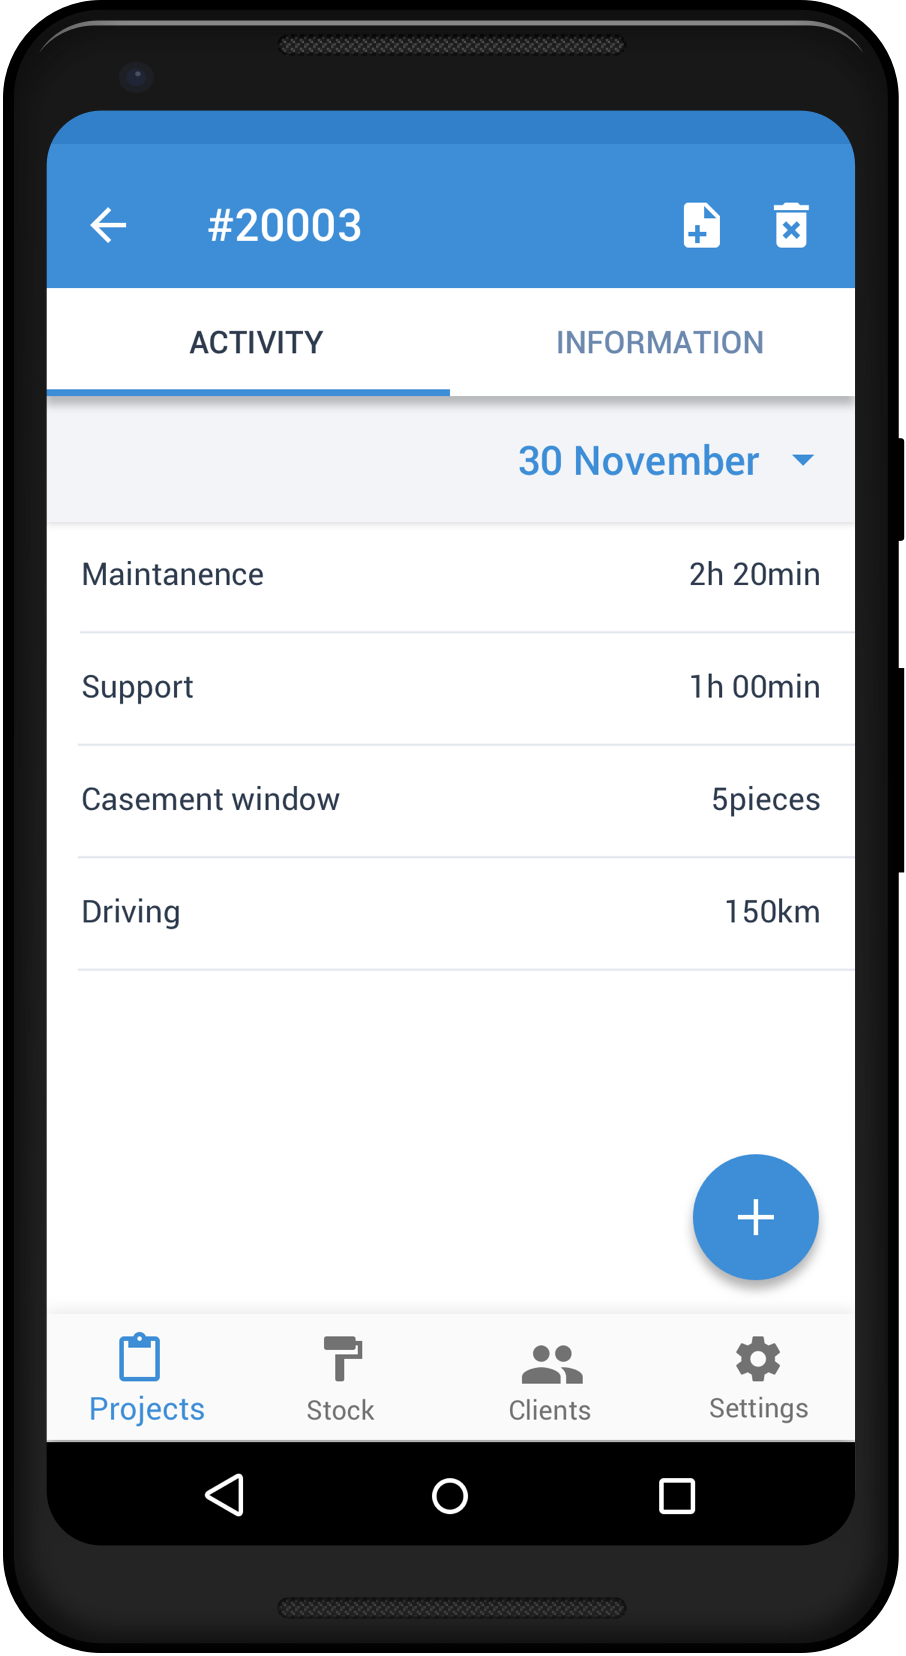 #20003
ACTIVITY INFORMATION
30 November
Maintanence 2h 20min
Support 1h 00min
Casement window 5pieces
Driving 150km
Projects Stock Clients Settings